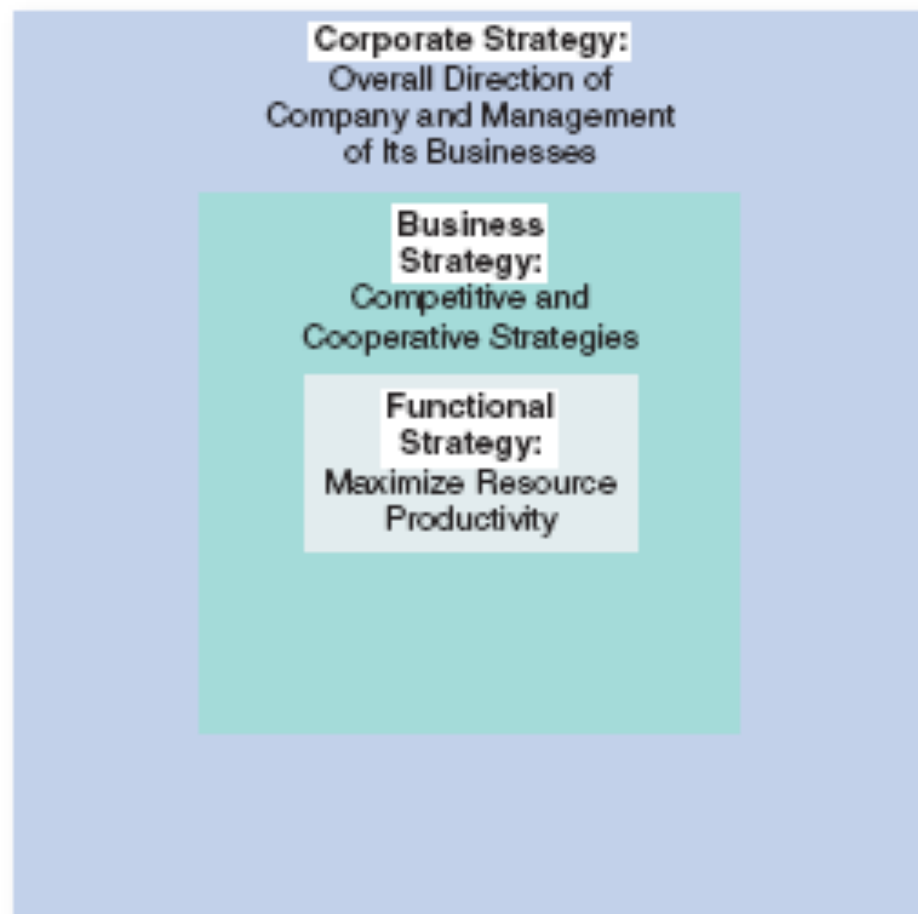 Corporate Strategy:
Overall Direction of
Company and Management
of Its Businesses
Business
Strategy:
Competitive and
Cooperative Strategies
Functional
Strategy:
Maximize Resource
Productivity